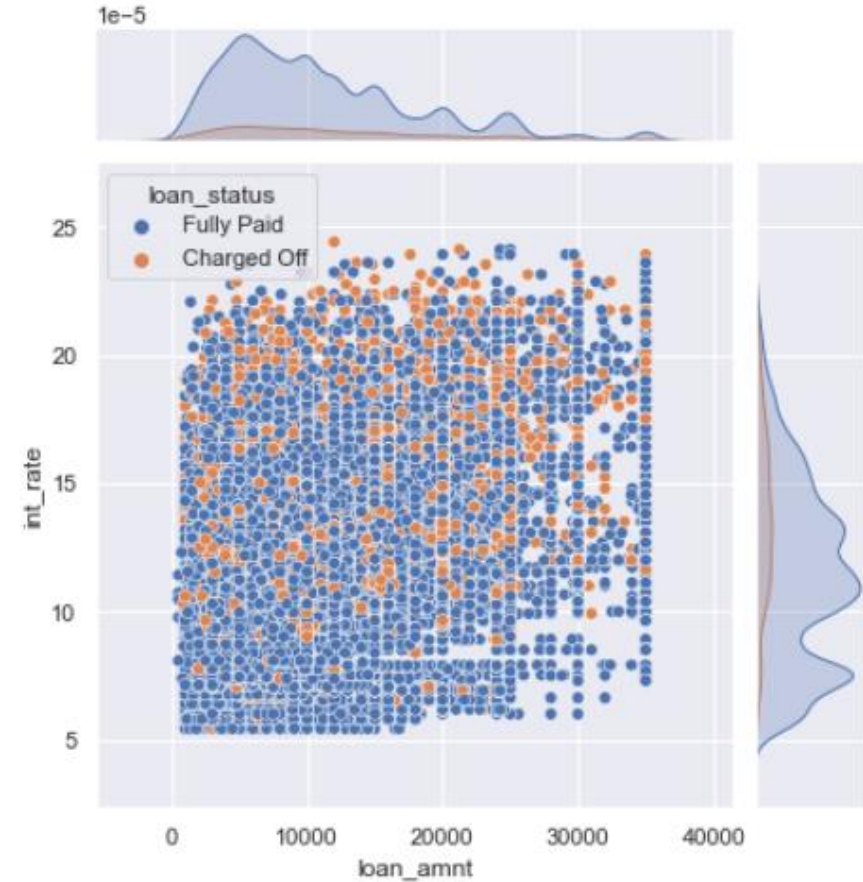 1e−5
loan_status
Fully Paid
Charged Off
25
20
15
10
5
int_rate
0 10000 20000 30000 40000
loan_amnt